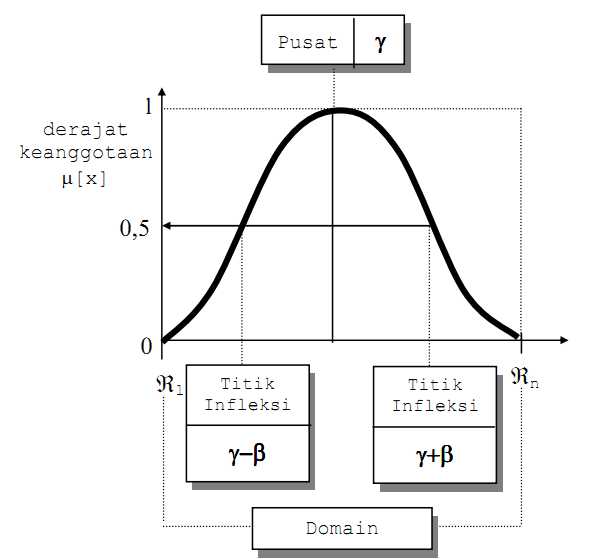 Pusat γ
1
derajat
keanggotaan
μ[x]
0,5
0
ℜ1
ℜn
Titik
Infleksi
γ−β
Titik
Infleksi
γ+β
Domain